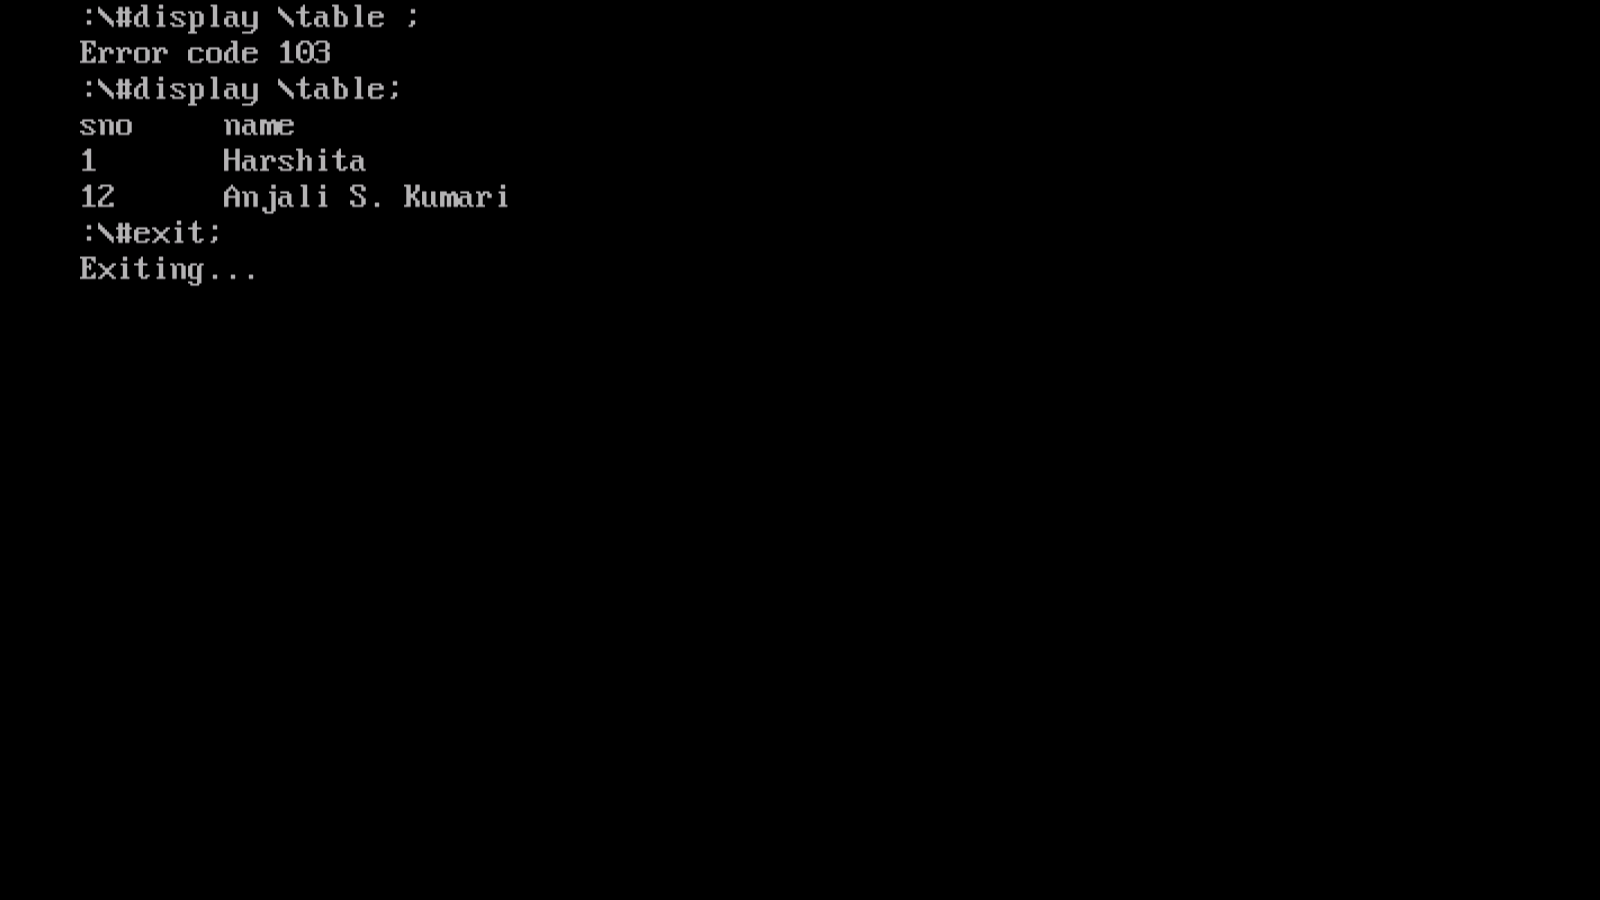 :\#display \table ;
Error code 103
:\#display \table;
sno     name
1       Harshita
12      Anjali S. Kumari
:\#exit;
Exiting...